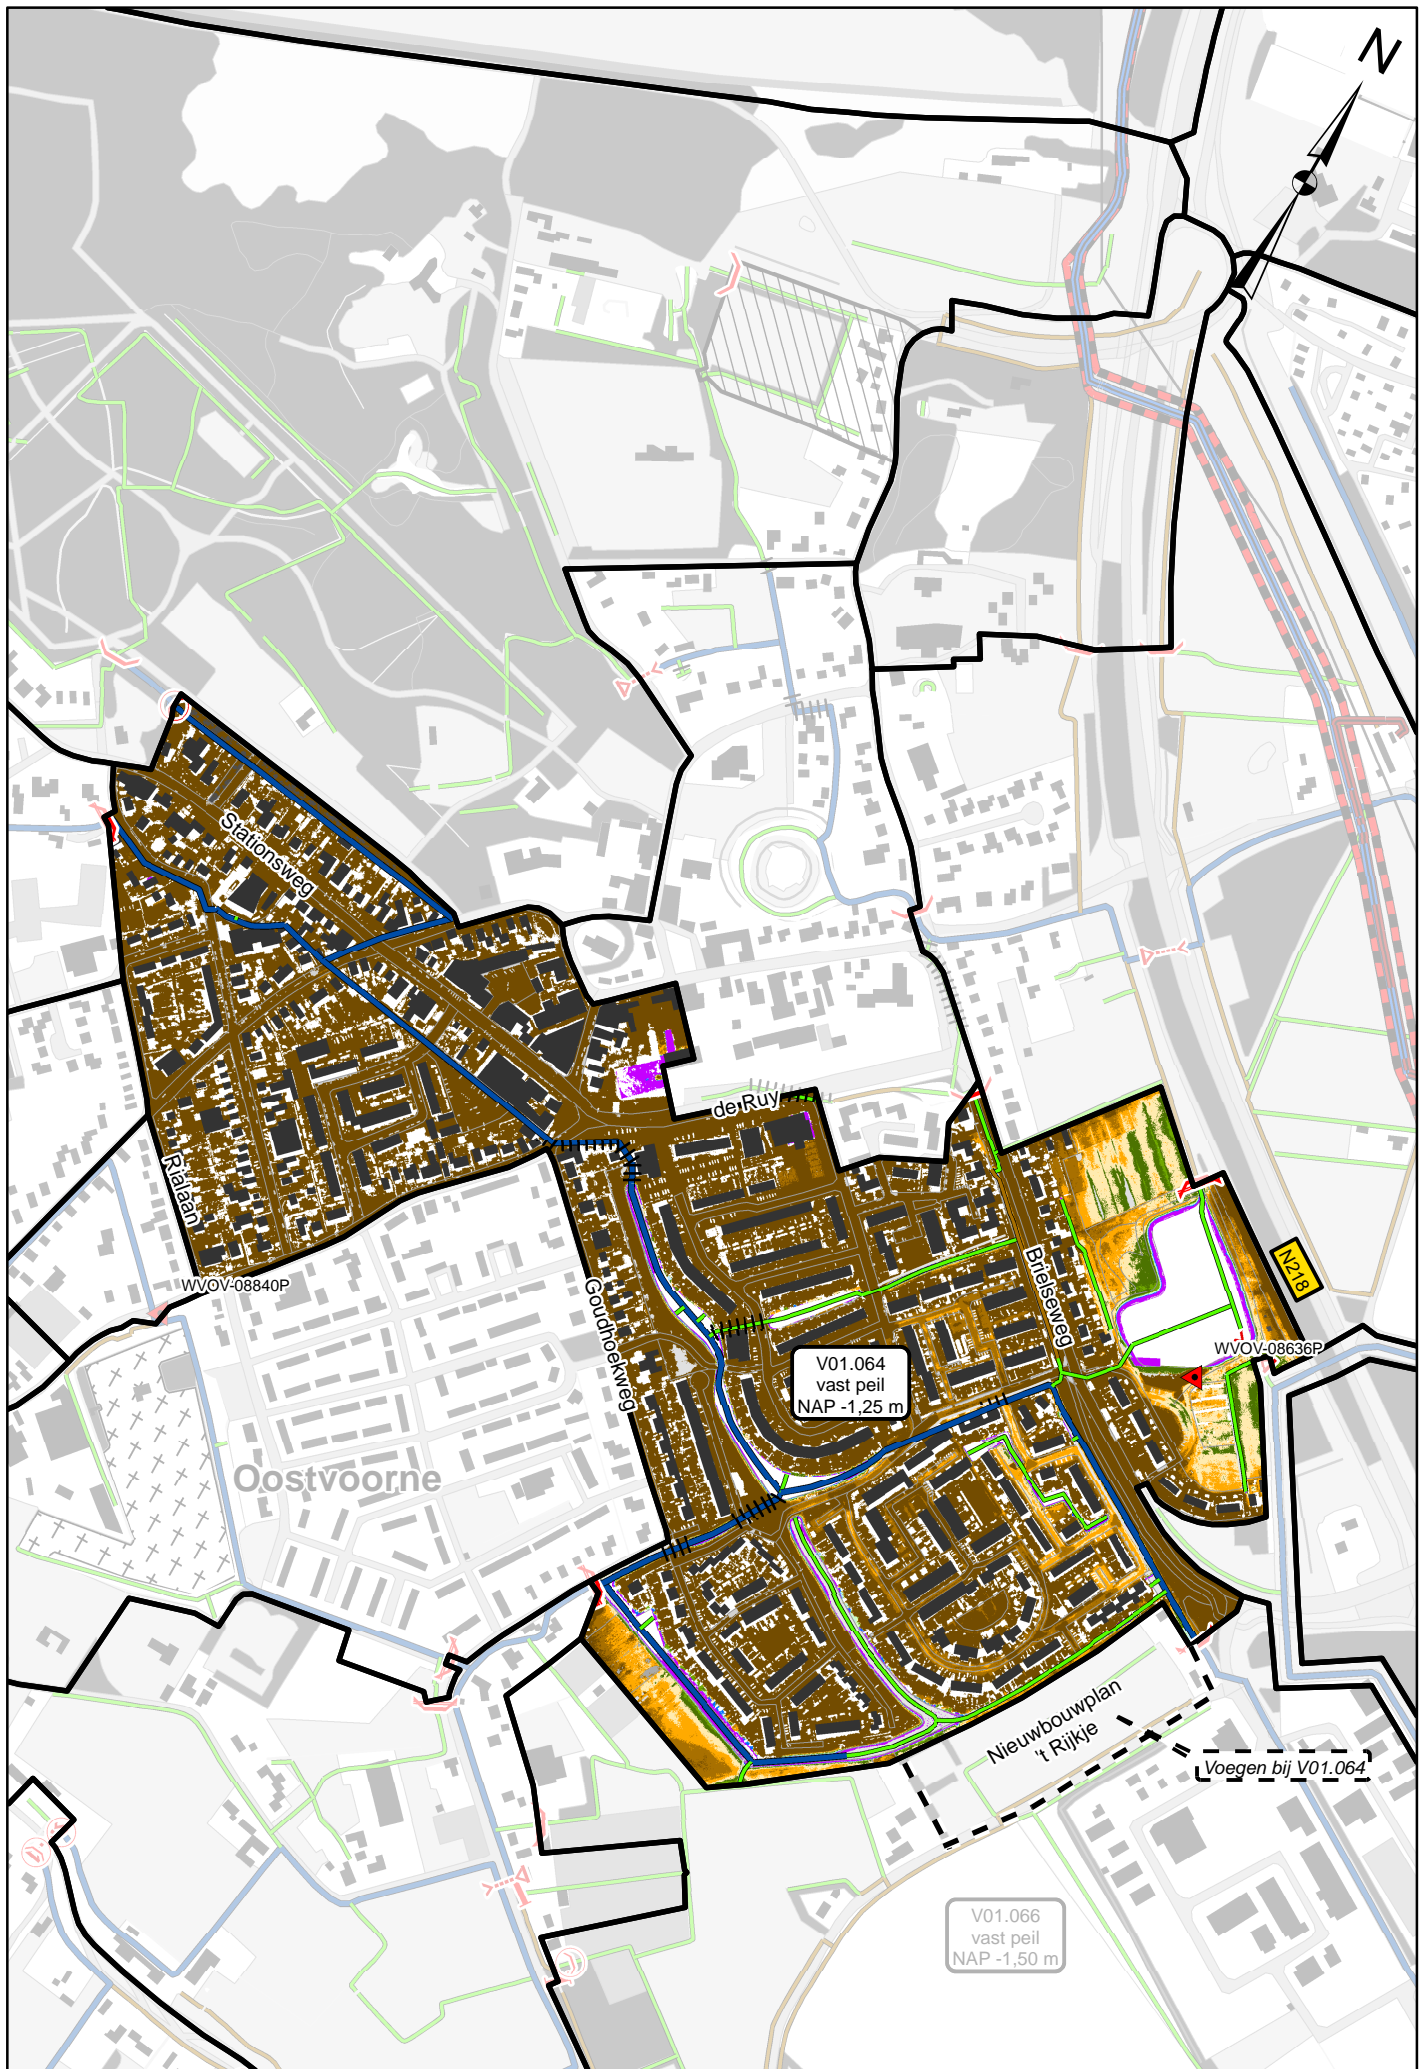 N
Stationsweg
de Ruy
Rialaan
WVOV-08840P
Goudhoekweg
Brielseweg
N218
WVOV-08636P
V01.064
vast peil
NAP -1,25 m
Oostvoorne
Nieuwbouwplan
't Rijkje
Voegen bij V01.064
V01.066
vast peil
NAP -1,50 m